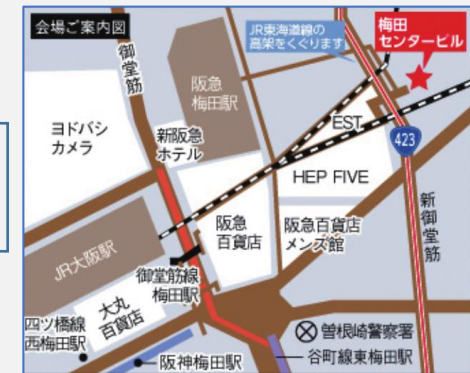 会場ご案内図
御堂筋
阪急
梅田駅
JR東海道線の
高架をくぐります
梅田
センタービル
ヨドバシ
カメラ
新阪急
ホテル
EST
423
HEP FIVE
新御堂筋
阪急
百貨店
阪急百貨店
メンズ館
JR大阪駅
御堂筋線
梅田駅
大丸
百貨店
四ツ橋線
西梅田駅
阪神梅田駅
曽根崎警察署
谷町線東梅田駅